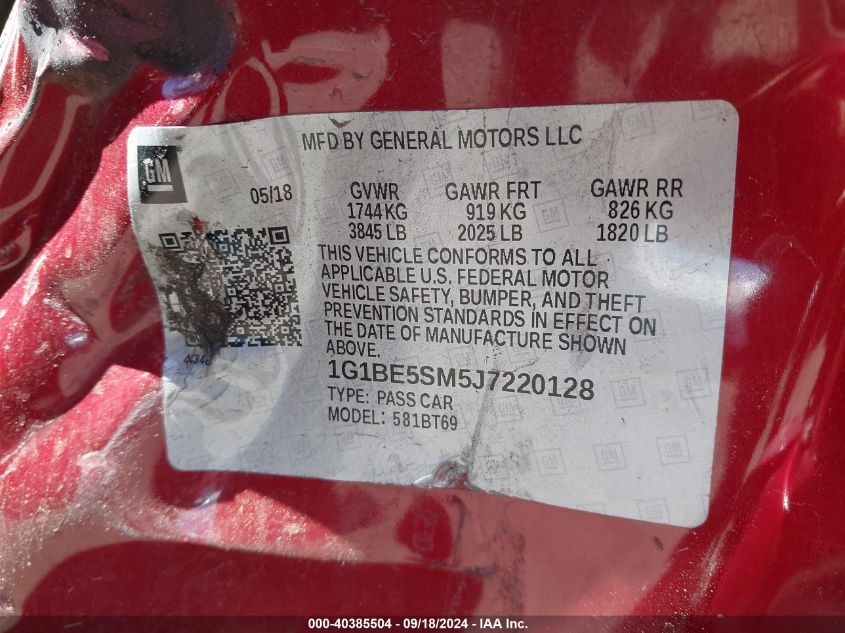 MFD BY GENERAL MOTORS LLC
GM
05/18
GVWR GAWR FRT GAWR RR
1744 KG 919 KG 826 KG
3845 LB 2025 LB 1820 LB
THIS VEHICLE CONFORMS TO ALL
APPLICABLE U.S. FEDERAL MOTOR
VEHICLE SAFETY, BUMPER, AND THEFT
PREVENTION STANDARDS IN EFFECT ON
THE DATE OF MANUFACTURE SHOWN
ABOVE.
1G1BE5SM5J7220128
TYPE: PASS CAR
MODEL: 581BT69
000-40385504 - 09/18/2024 - IAA Inc.